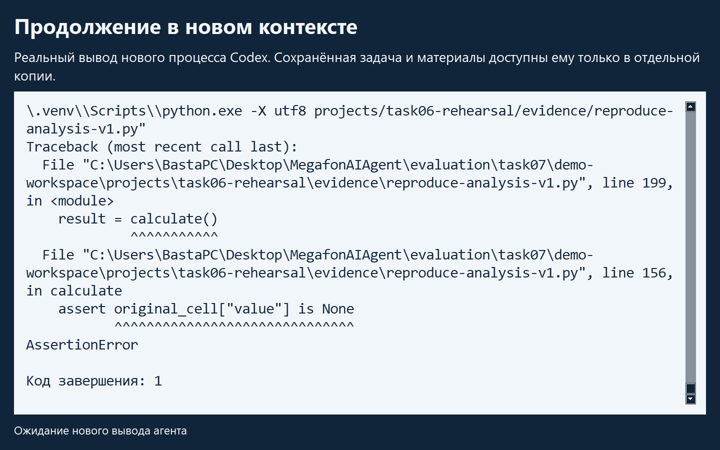 Продолжение в новом контексте
Реальный вывод нового процесса Codex. Сохранённая задача и материалы доступны ему только в отдельной
копии.
\.venv\\Scripts\\python.exe -X utf8 projects/task06-rehearsal/evidence/reproduce-
analysis-v1.py"
Traceback (most recent call last):
  File "C:\Users\BastaPC\Desktop\MegafonAIAgent\evaluation\task07\demo-
workspace\projects\task06-rehearsal\evidence\reproduce-analysis-v1.py", line 199,
in <module>
    result = calculate()
             ^^^^^^^^^^^
  File "C:\Users\BastaPC\Desktop\MegafonAIAgent\evaluation\task07\demo-
workspace\projects\task06-rehearsal\evidence\reproduce-analysis-v1.py", line 156,
in calculate
    assert original_cell["value"] is None
           ^^^^^^^^^^^^^^^^^^^^^^^^^^^^^^
AssertionError
Код завершения: 1
Ожидание нового вывода агента